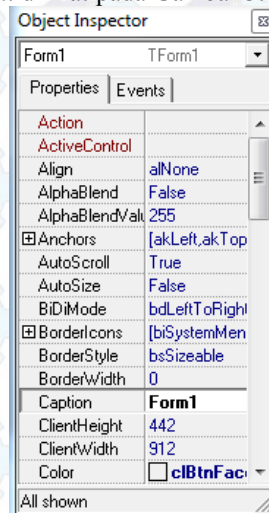 Object Inspector
Form1 TForm1
Properties Events
Action
ActiveControl
Align alNone
AlphaBlend False
AlphaBlendValu 255
Anchors [akLeft,akTop
AutoScroll True
AutoSize False
BiDiMode bdLeftToRight
BorderIcons [biSystemMen
BorderStyle bsSizeable
BorderWidth 0
Caption Form1
ClientHeight 442
ClientWidth 912
Color clBtnFac
All shown